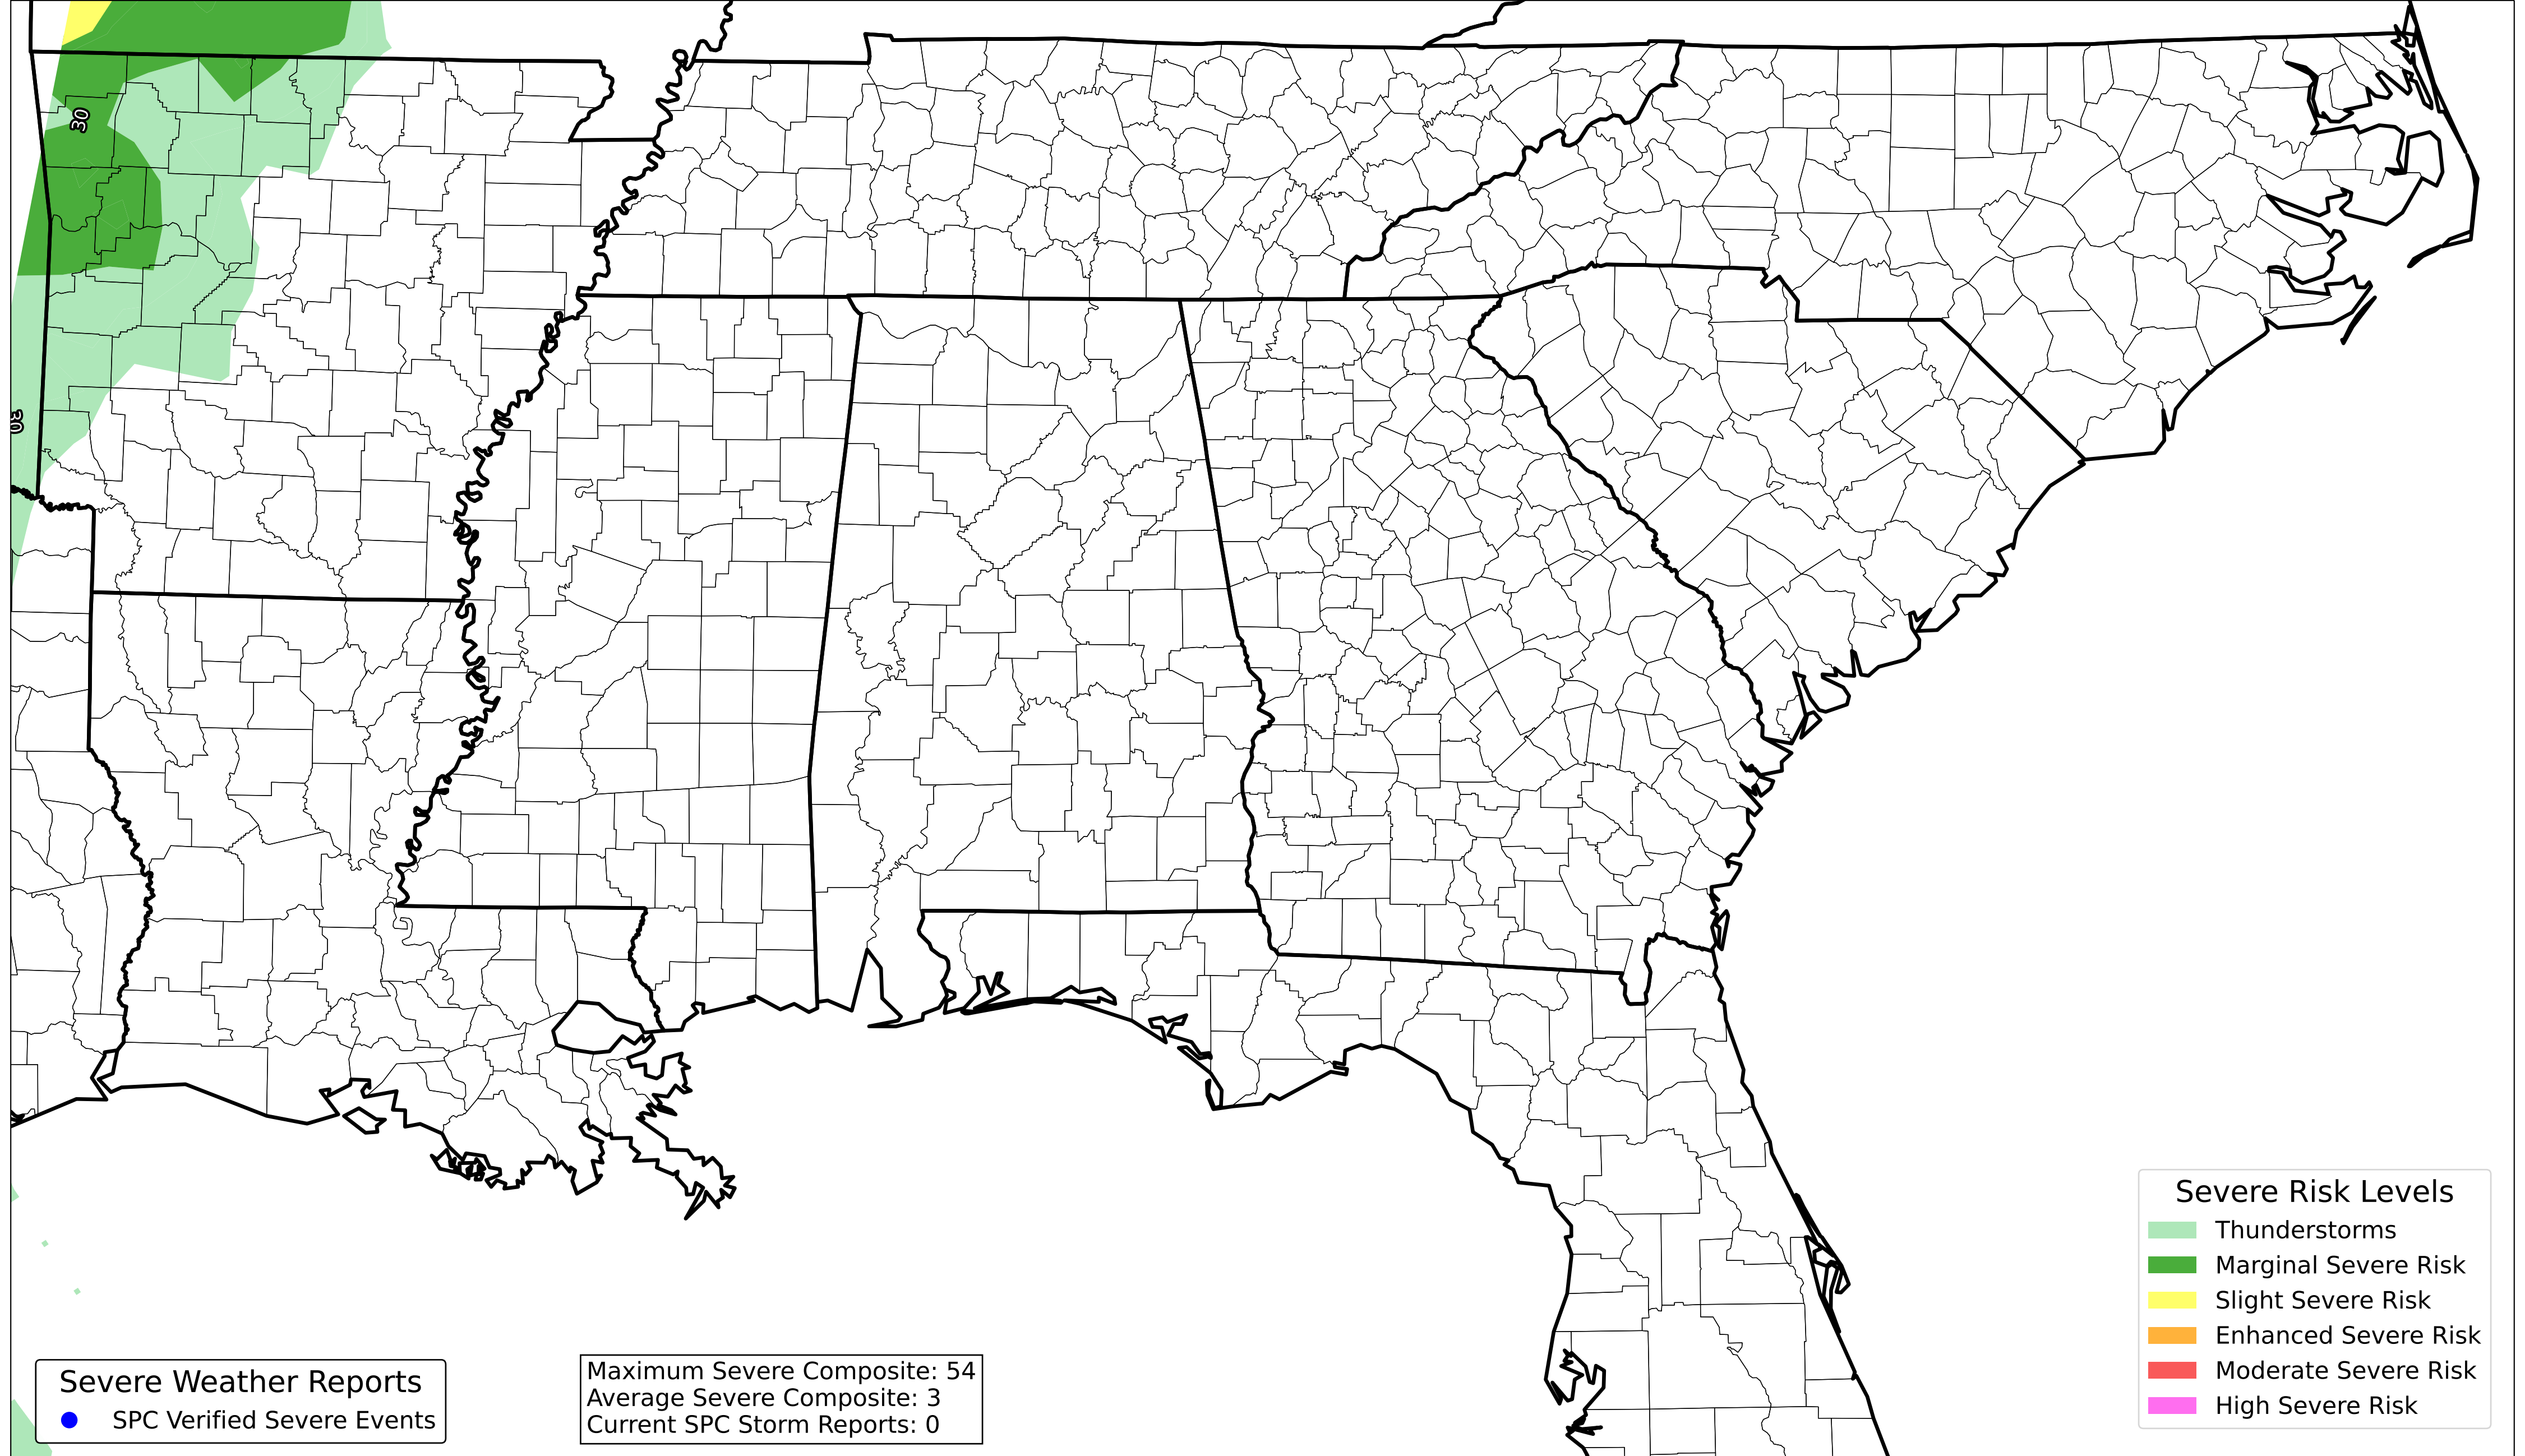 30
30
Severe Weather Reports
SPC Verified Severe Events
Maximum Severe Composite: 54
Average Severe Composite: 3
Current SPC Storm Reports: 0
Severe Risk Levels
Thunderstorms
Marginal Severe Risk
Slight Severe Risk
Enhanced Severe Risk
Moderate Severe Risk
High Severe Risk